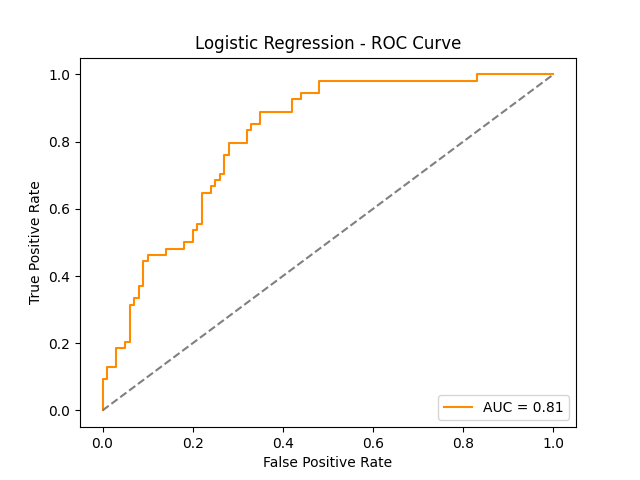 Logistic Regression - ROC Curve
True Positive Rate
1.0
0.8
0.6
0.4
0.2
0.0
0.0 0.2 0.4 0.6 0.8 1.0
False Positive Rate
AUC = 0.81